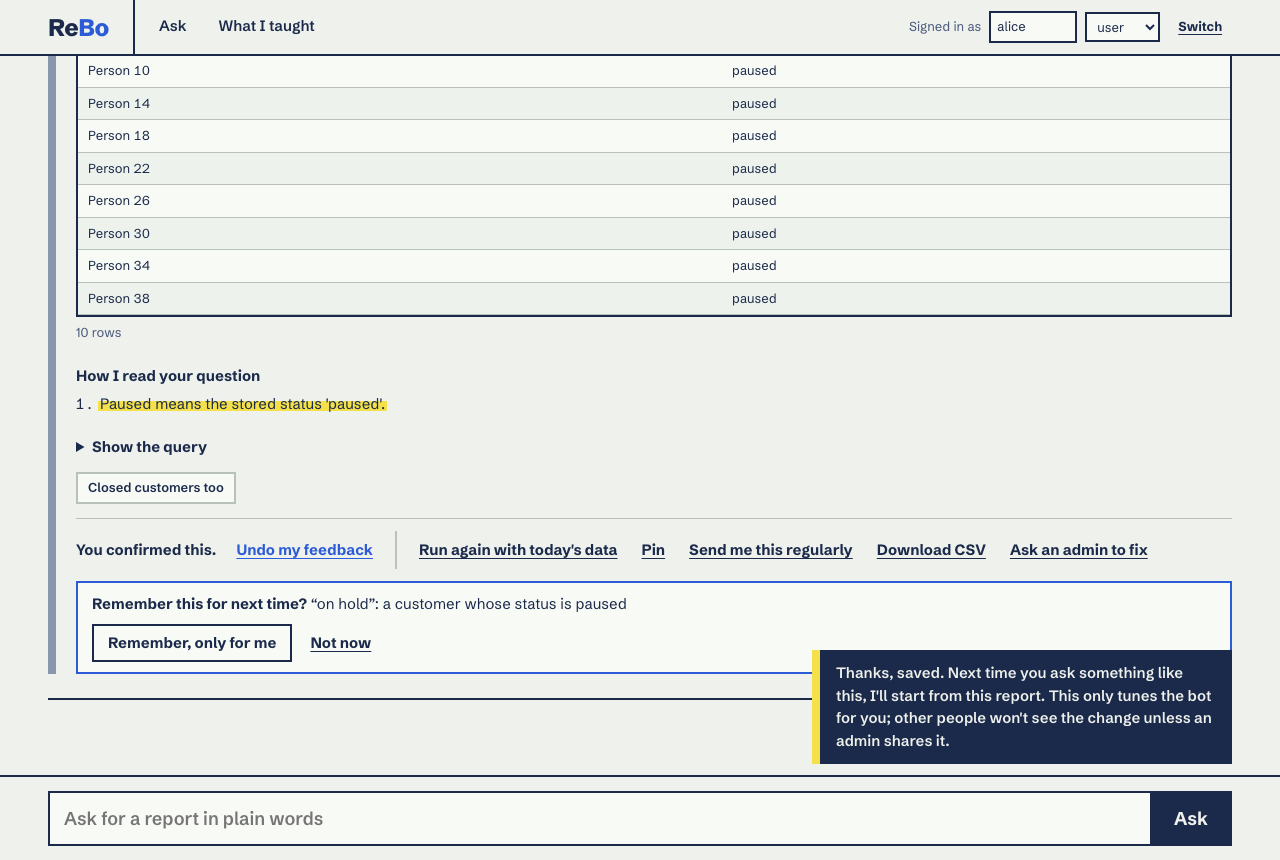 ReBo Ask What I taught Signed in as alice user Switch
Person 10 paused
Person 14 paused
Person 18 paused
Person 22 paused
Person 26 paused
Person 30 paused
Person 34 paused
Person 38 paused
10 rows
How I read your question
1. Paused means the stored status 'paused'.
Show the query
Closed customers too
You confirmed this. Undo my feedback Run again with today's data Pin Send me this regularly Download CSV Ask an admin to fix
Remember this for next time? “on hold”: a customer whose status is paused
Remember, only for me Not now
Thanks, saved. Next time you ask something like
this, I'll start from this report. This only tunes the bot
for you; other people won't see the change unless an
admin shares it.
Ask for a report in plain words Ask